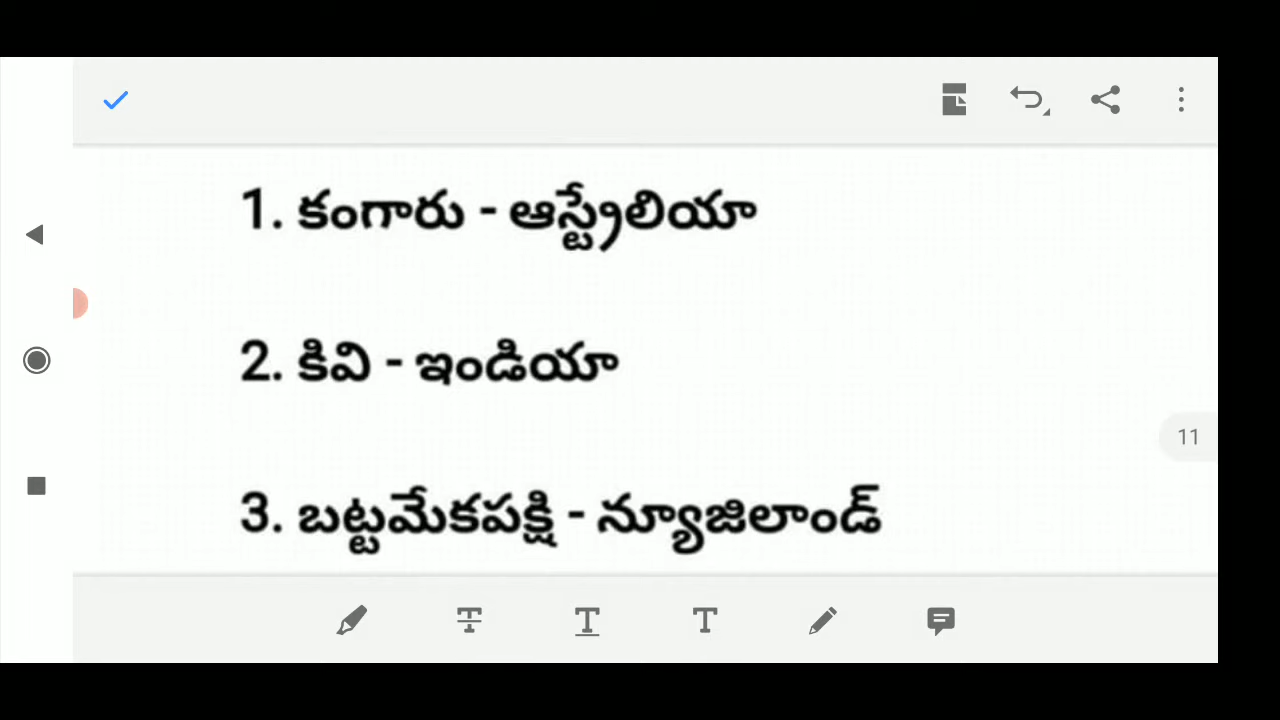 1. కంగారు - ఆస్ట్రేలియా
2. కివి - ఇండియా
11
3. బట్టమేకపక్షి - న్యూజిలాండ్